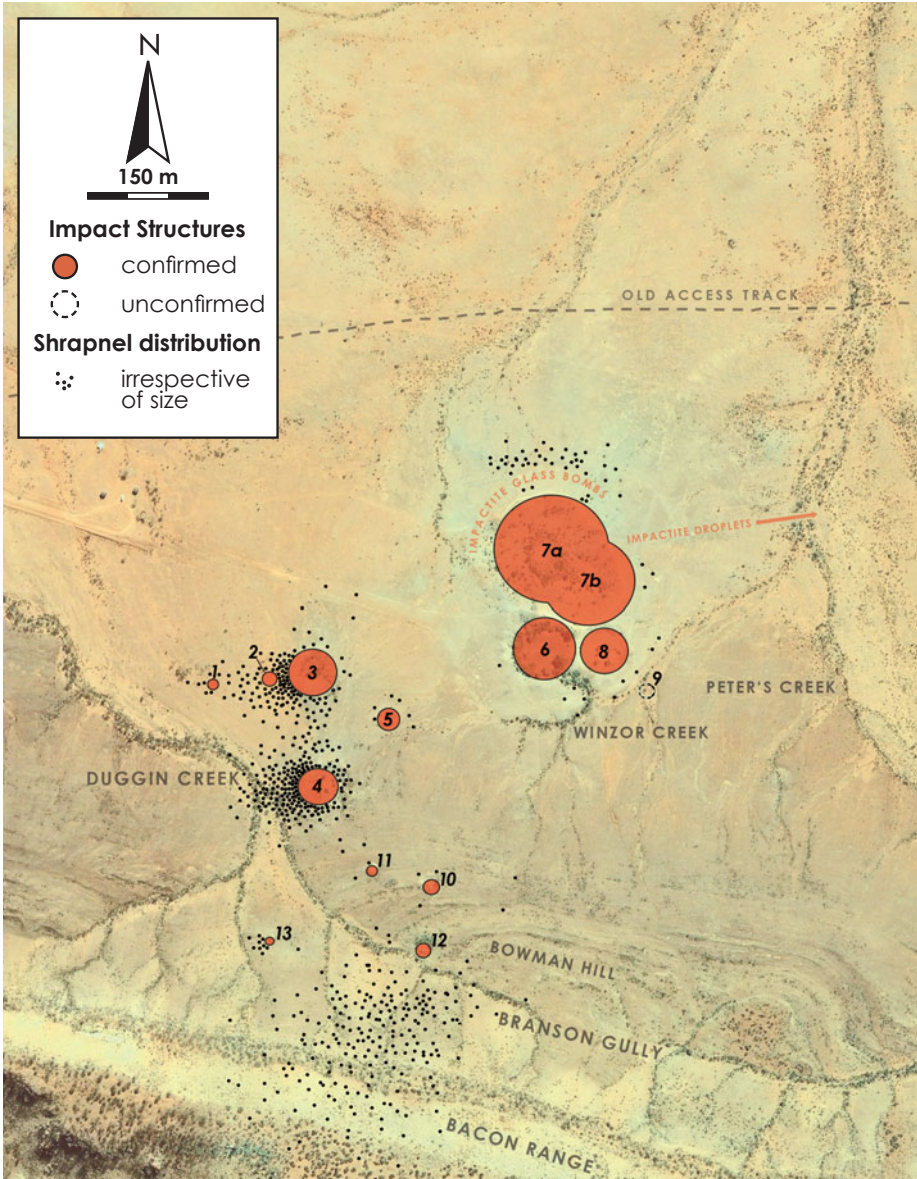 N
150 m
Impact Structures
confirmed
unconfirmed
Shrapnel distribution
irrespective
of size
OLD ACCESS TRACK
IMPACTITE GLASS BOMBS
IMPACTITE DROPLETS
7a
7b
6
8
9
1
2
3
5
PETER'S CREEK
WINZOR CREEK
DUGGIN CREEK
4
11
10
13
12
BOWMAN HILL
BRANSON GULLY
BACON RANGE